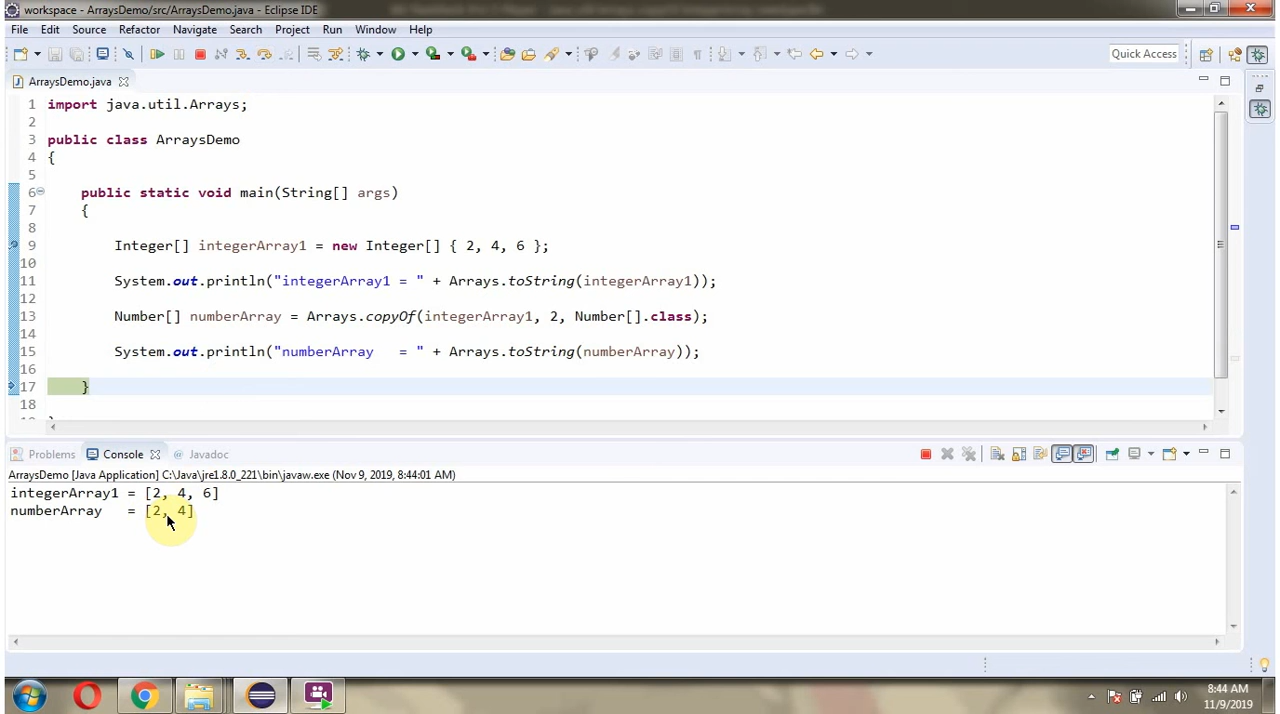 workspace - ArraysDemo/src/ArraysDemo.java - Eclipse IDE
File Edit Source Refactor Navigate Search Project Run Window Help
Quick Access
ArraysDemo.java
1 import java.util.Arrays;
2
3 public class ArraysDemo
4 {
5
6 public static void main(String[] args)
7 {
8
9 Integer[] integerArray1 = new Integer[] { 2, 4, 6 };
10
11 System.out.println("integerArray1 = " + Arrays.toString(integerArray1));
12
13 Number[] numberArray = Arrays.copyOf(integerArray1, 2, Number[].class);
14
15 System.out.println("numberArray   = " + Arrays.toString(numberArray));
16
17 }
18
Problems Console @ Javadoc
ArraysDemo [Java Application] C:\Java\jre1.8.0_221\bin\javaw.exe (Nov 9, 2019, 8:44:01 AM)
integerArray1 = [2, 4, 6]
numberArray   = [2, 4]
8:44 AM
11/9/2019